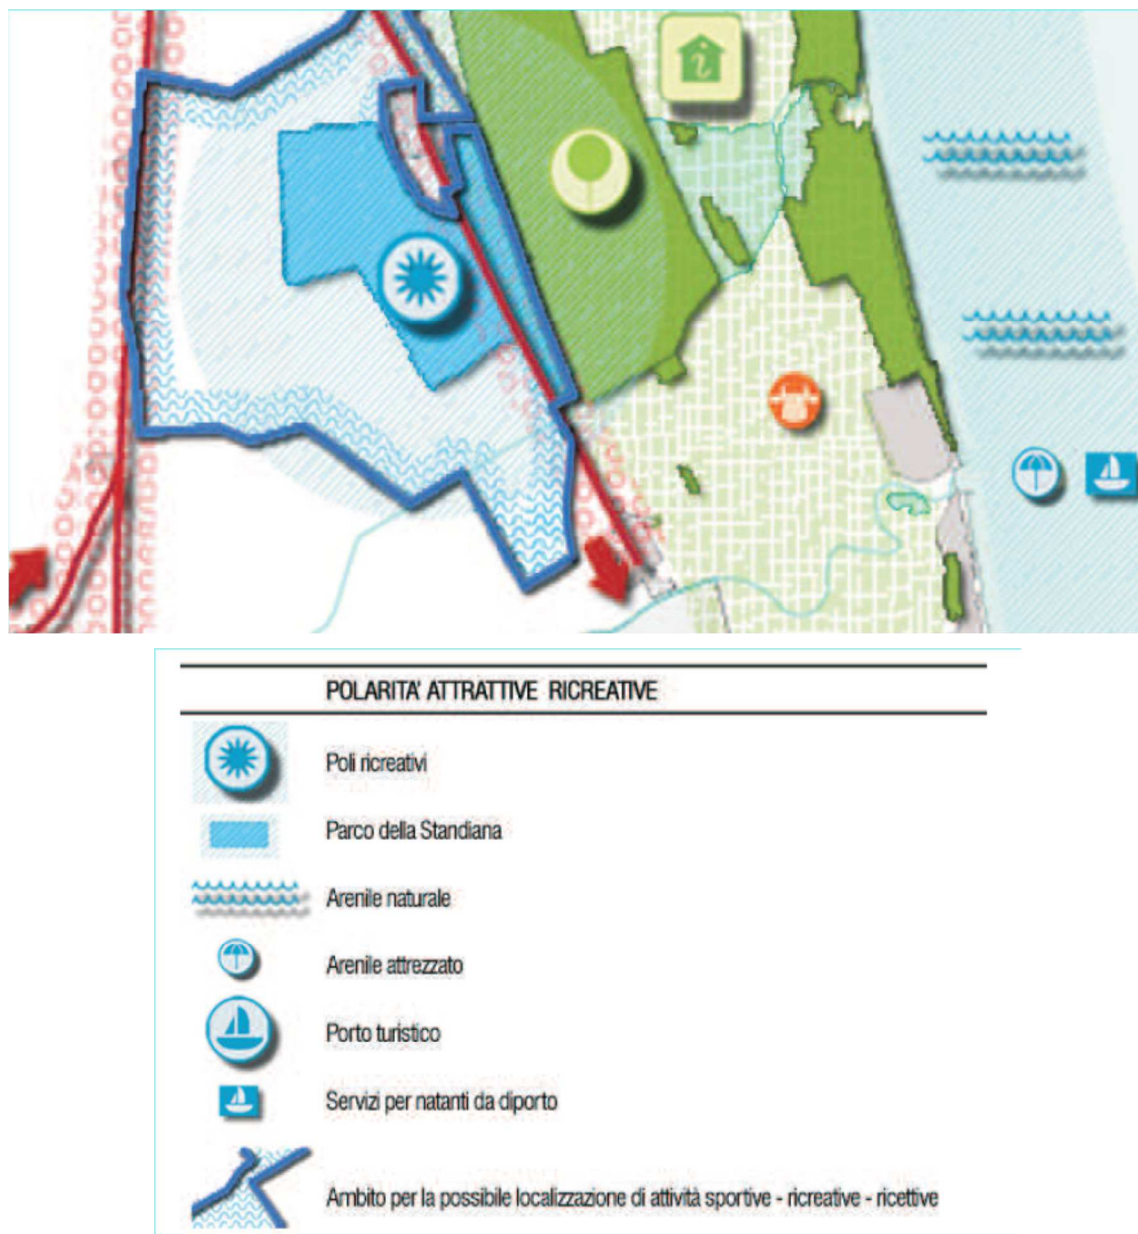 POLARITA' ATTRATTIVE RICREATIVE
Poli ricreativi
Parco della Standiana
Arenile naturale
Arenile attrezzato
Porto turistico
Servizi per natanti da diporto
Ambito per la possibile localizzazione di attività sportive - ricreative - ricettive